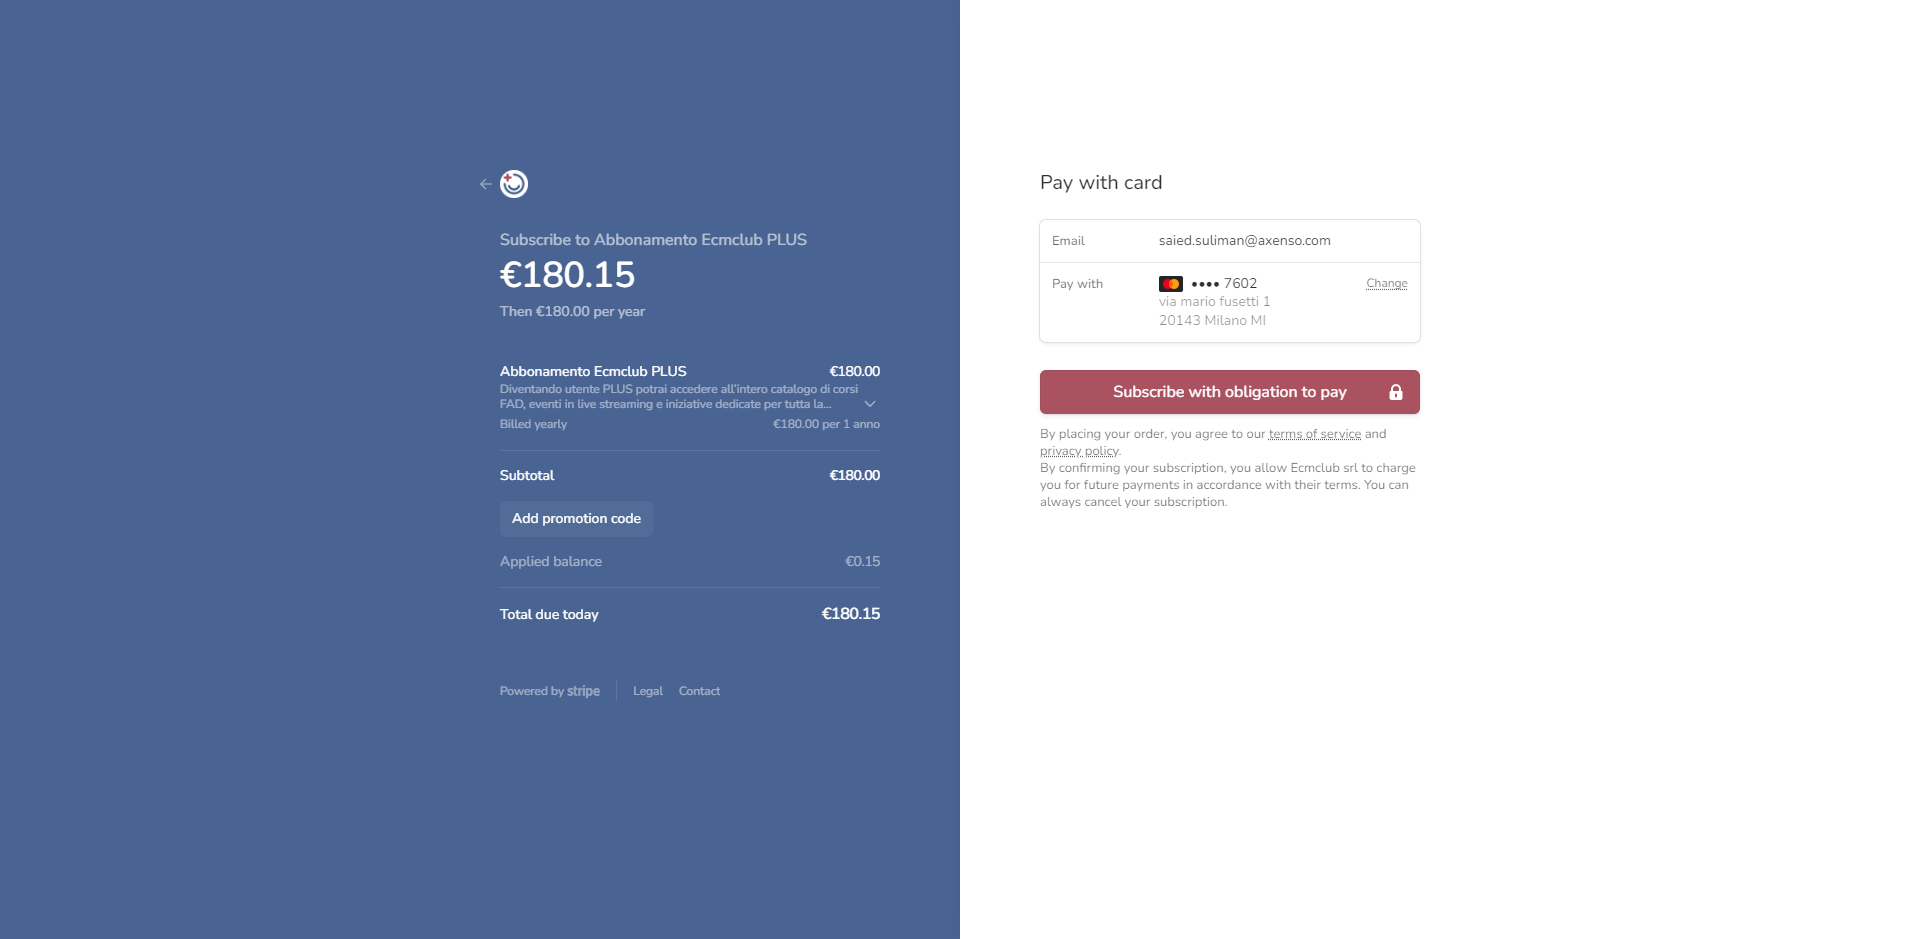 Subscribe to Abbonamento Ecmclub PLUS
€180.15
Then €180.00 per year
Abbonamento Ecmclub PLUS €180.00
Diventando utente PLUS potrai accedere all'intero catalogo di corsi
FAD, eventi in live streaming e iniziative dedicate per tutta la...
Billed yearly €180.00 per 1 anno
Subtotal €180.00
Add promotion code
Applied balance €0.15
Total due today €180.15
Powered by stripe Legal Contact
Pay with card
Email saied.suliman@axenso.com
Pay with •••• 7602 Change
via mario fusetti 1
20143 Milano MI
Subscribe with obligation to pay
By placing your order, you agree to our terms of service and
privacy policy.
By confirming your subscription, you allow Ecmclub srl to charge
you for future payments in accordance with their terms. You can
always cancel your subscription.